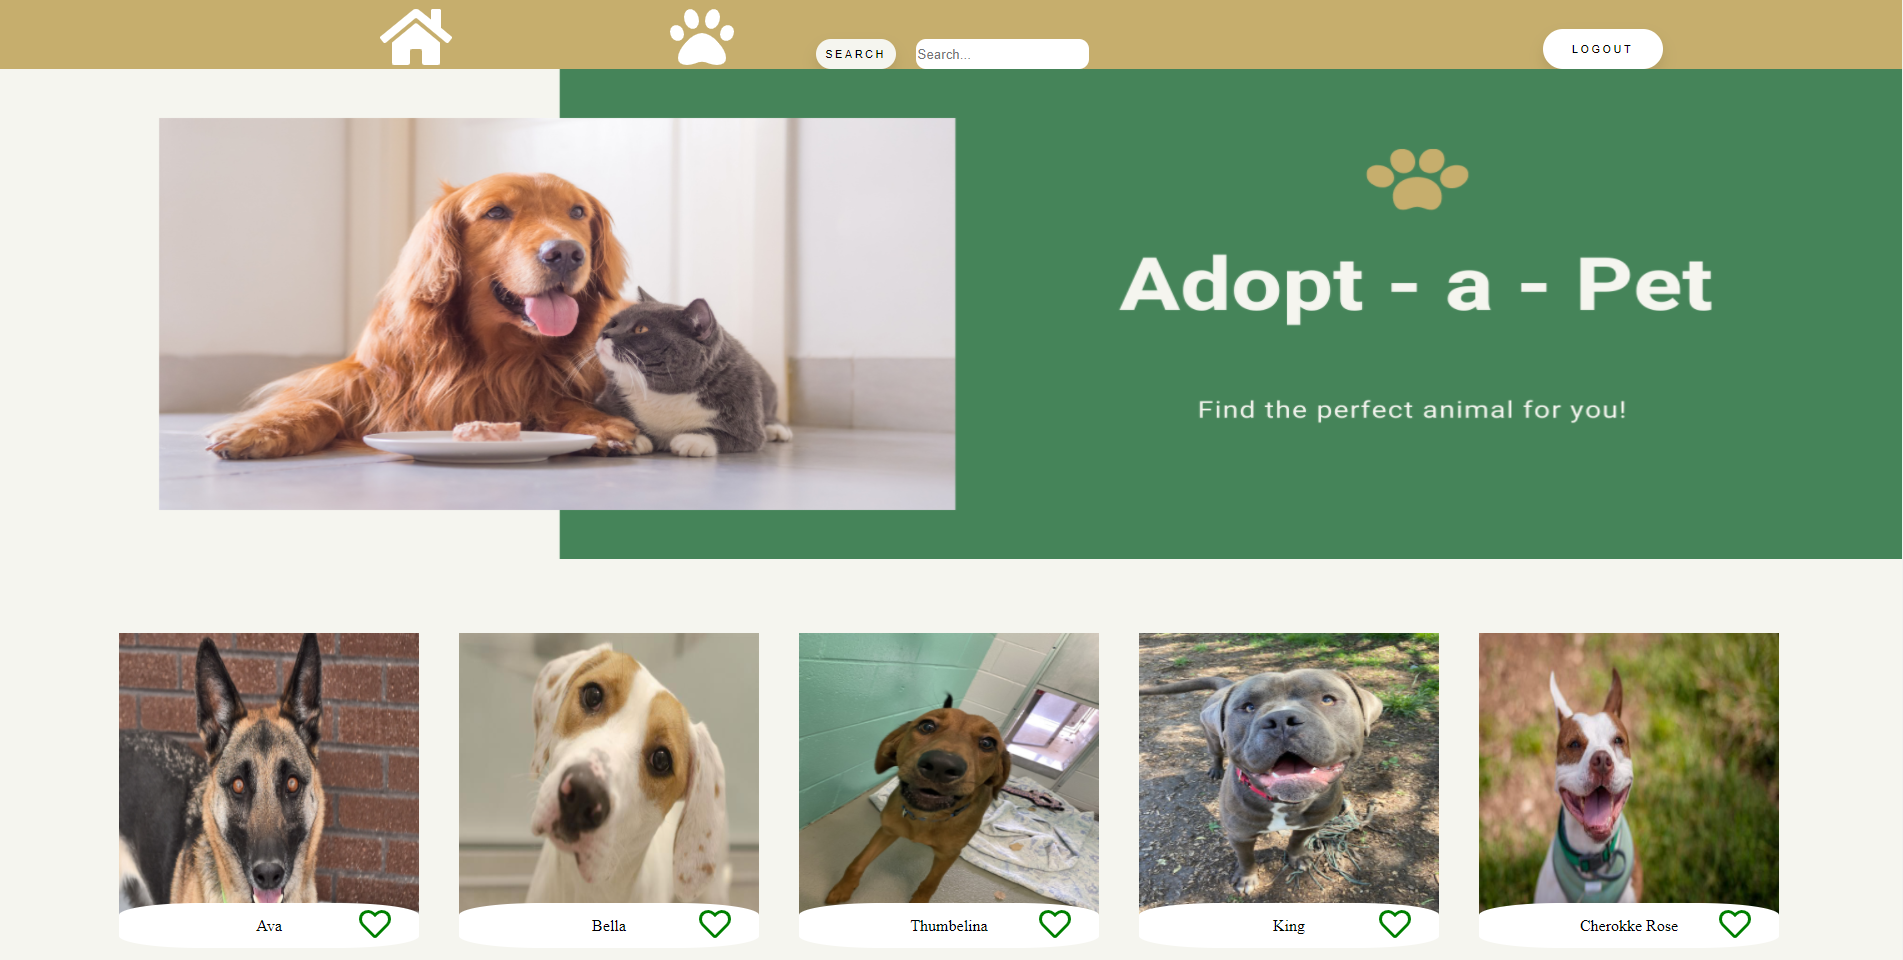 SEARCH
Search...
LOGOUT
Adopt - a - Pet
Find the perfect animal for you!
Ava
Bella
Thumbelina
King
Cherokke Rose